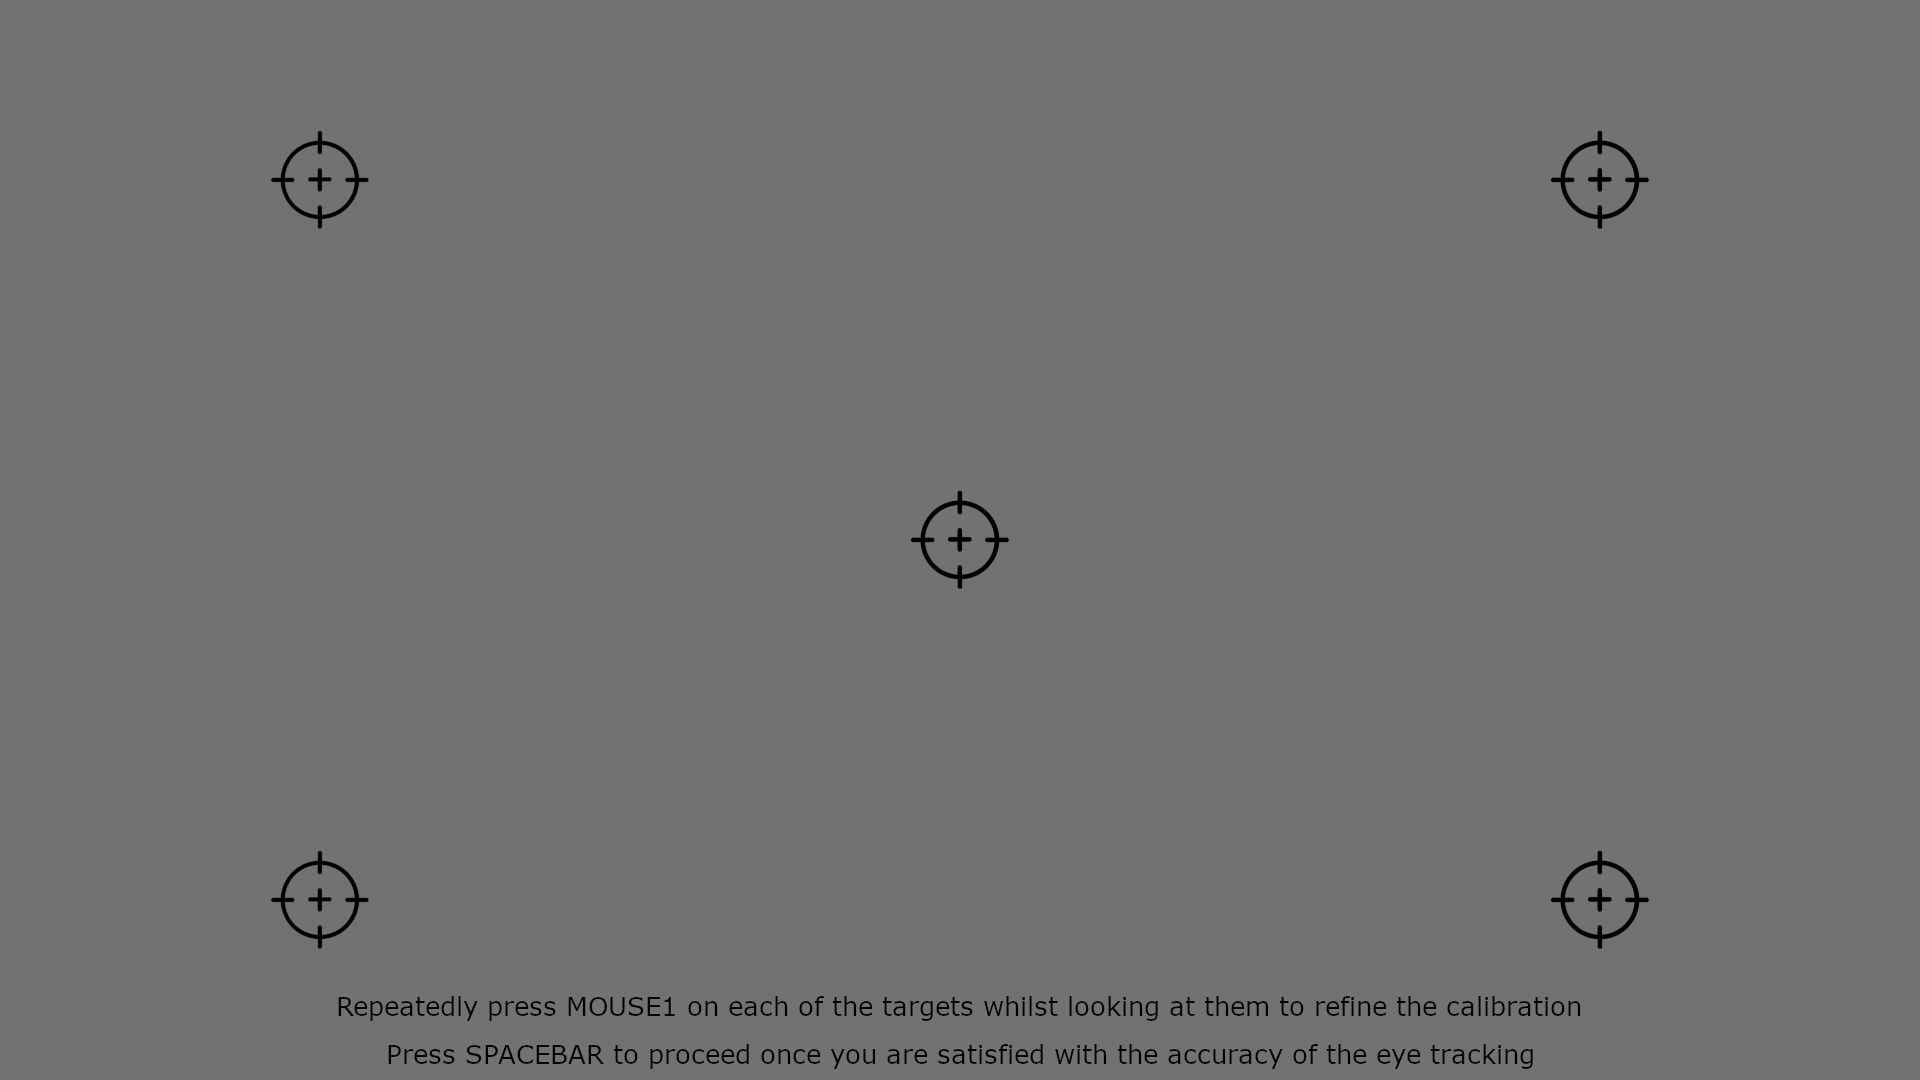 Repeatedly press MOUSE1 on each of the targets whilst looking at them to refine the calibration
Press SPACEBAR to proceed once you are satisfied with the accuracy of the eye tracking